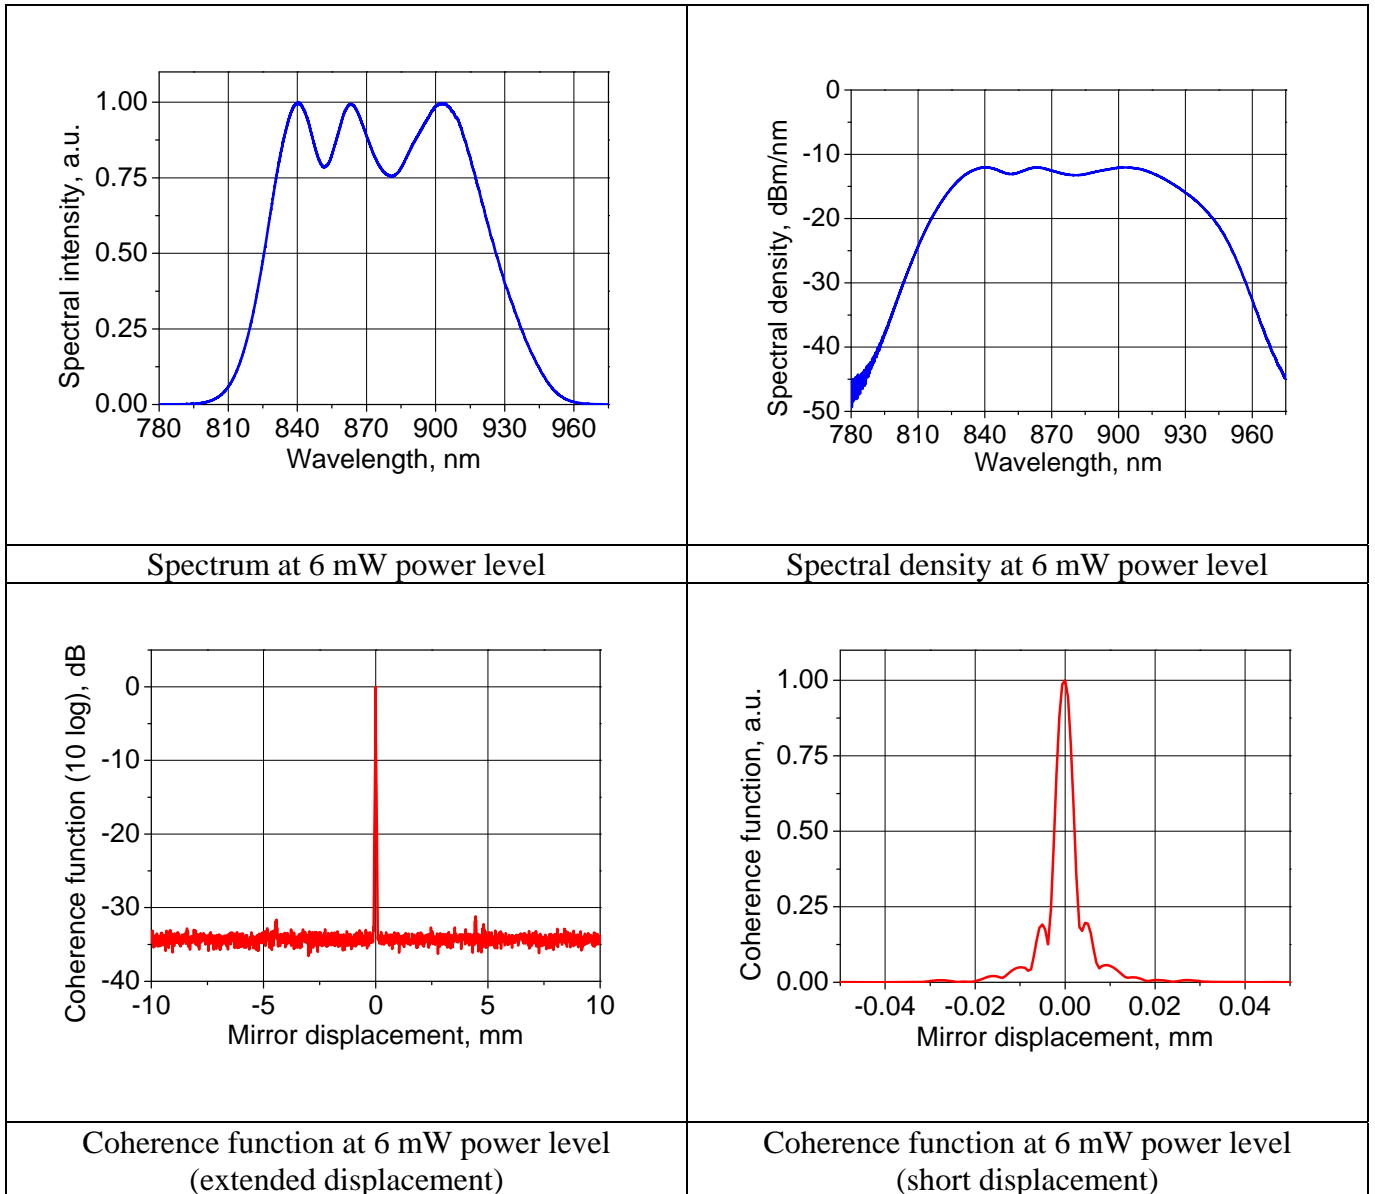 Spectral intensity, a.u.
1.00
0.75
0.50
0.25
0.00
780 810 840 870 900 930 960
Wavelength, nm
Spectral density, dBm/nm
0
-10
-20
-30
-40
-50
780 810 840 870 900 930 960
Wavelength, nm
Spectrum at 6 mW power level
Spectral density at 6 mW power level
Coherence function (10 log), dB
0
-10
-20
-30
-40
-10 -5 0 5 10
Mirror displacement, mm
Coherence function, a.u.
1.00
0.75
0.50
0.25
0.00
-0.04 -0.02 0.00 0.02 0.04
Mirror displacement, mm
Coherence function at 6 mW power level
(extended displacement)
Coherence function at 6 mW power level
(short displacement)